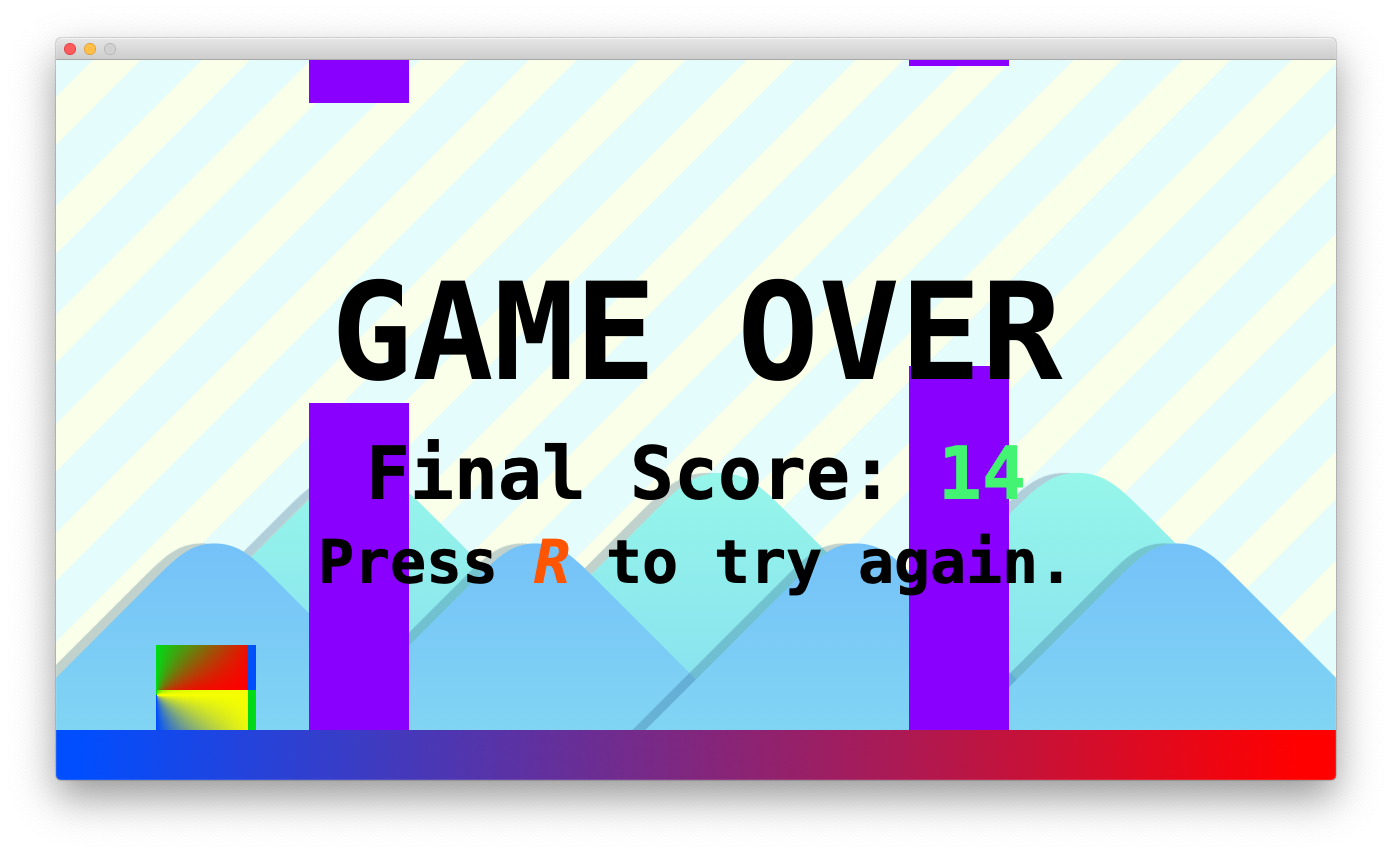 GAME OVER
Final Score: 14
Press R to try again.